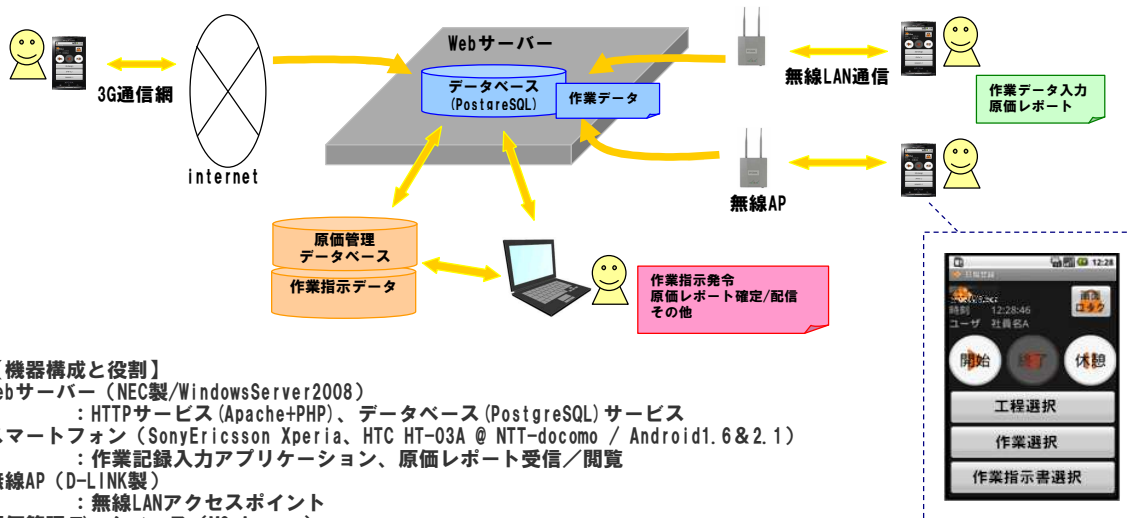 Webサーバー
データベース
(PostareSQL)
作業データ
3G通信網
internet
無線LAN通信
作業データ入力
原価レポート
無線AP
原価管理
データベース
作業指示データ
作業指示発令
原価レポート確定/配信
その他
12:28
日報登録
時刻 12:28:46
ユーザ 社員名A
画面
ロック
開始
終了
休憩
工程選択
作業選択
作業指示書選択
【機器構成と役割】
ebサーバー（NEC製/WindowsServer2008）
：HTTPサービス(Apache+PHP)、データベース(PostgreSQL)サービス
スマートフォン（SonyEricsson Xperia、HTC HT-03A @ NTT-docomo / Android1.6＆2.1）
：作業記録入力アプリケーション、原価レポート受信／閲覧
無線AP（D-LINK製）
：無線LANアクセスポイント